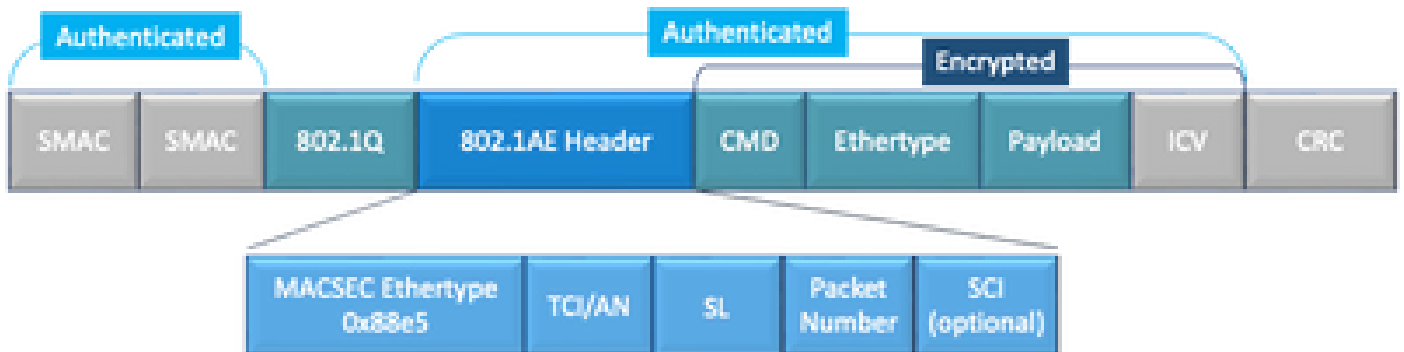 Authenticated
Authenticated
Encrypted
SMAC
SMAC
802.1Q
802.1AE Header
CMD
Ethertype
Payload
ICV
CRC
MACSEC Ethertype
0x88e5
TCI/AN
SL
Packet
Number
SCI
(optional)